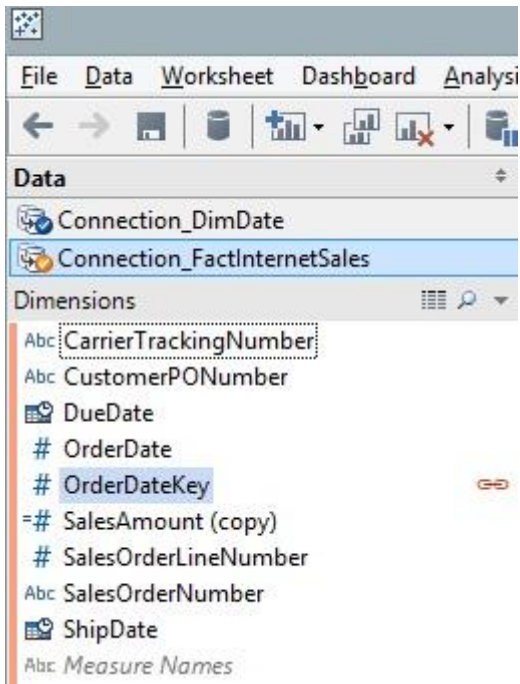 File Data Worksheet Dashboard Analysi
Data
Connection_DimDate
Connection_FactInternetSales
Dimensions
Abc CarrierTrackingNumber
Abc CustomerPONumber
DueDate
# OrderDate
# OrderDateKey
=# SalesAmount (copy)
# SalesOrderLineNumber
Abc SalesOrderNumber
ShipDate
Abc Measure Names